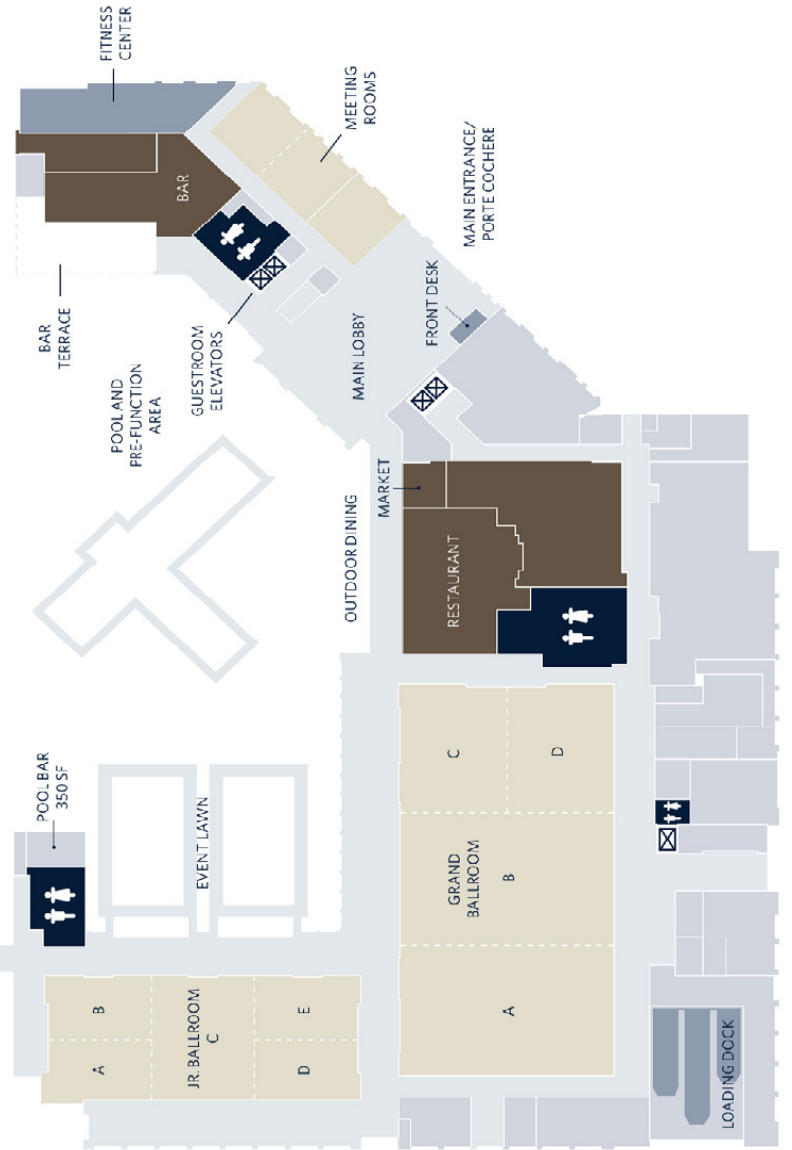 FITNESS
CENTER
MEETING
ROOMS
BAR
MAIN ENTRANCE/
PORTE COCHERE
BAR
TERRACE
GUESTROOM
ELEVATORS
FRONT DESK
MAIN LOBBY
POOL AND
PRE-FUNCTION
AREA
MARKET
OUTDOOR DINING
RESTAURANT
POOL BAR
350 SF
EVENT LAWN
C
D
GRAND
BALLROOM
B
A
B
A
JR. BALLROOM
C
E
D
LOADING DOCK